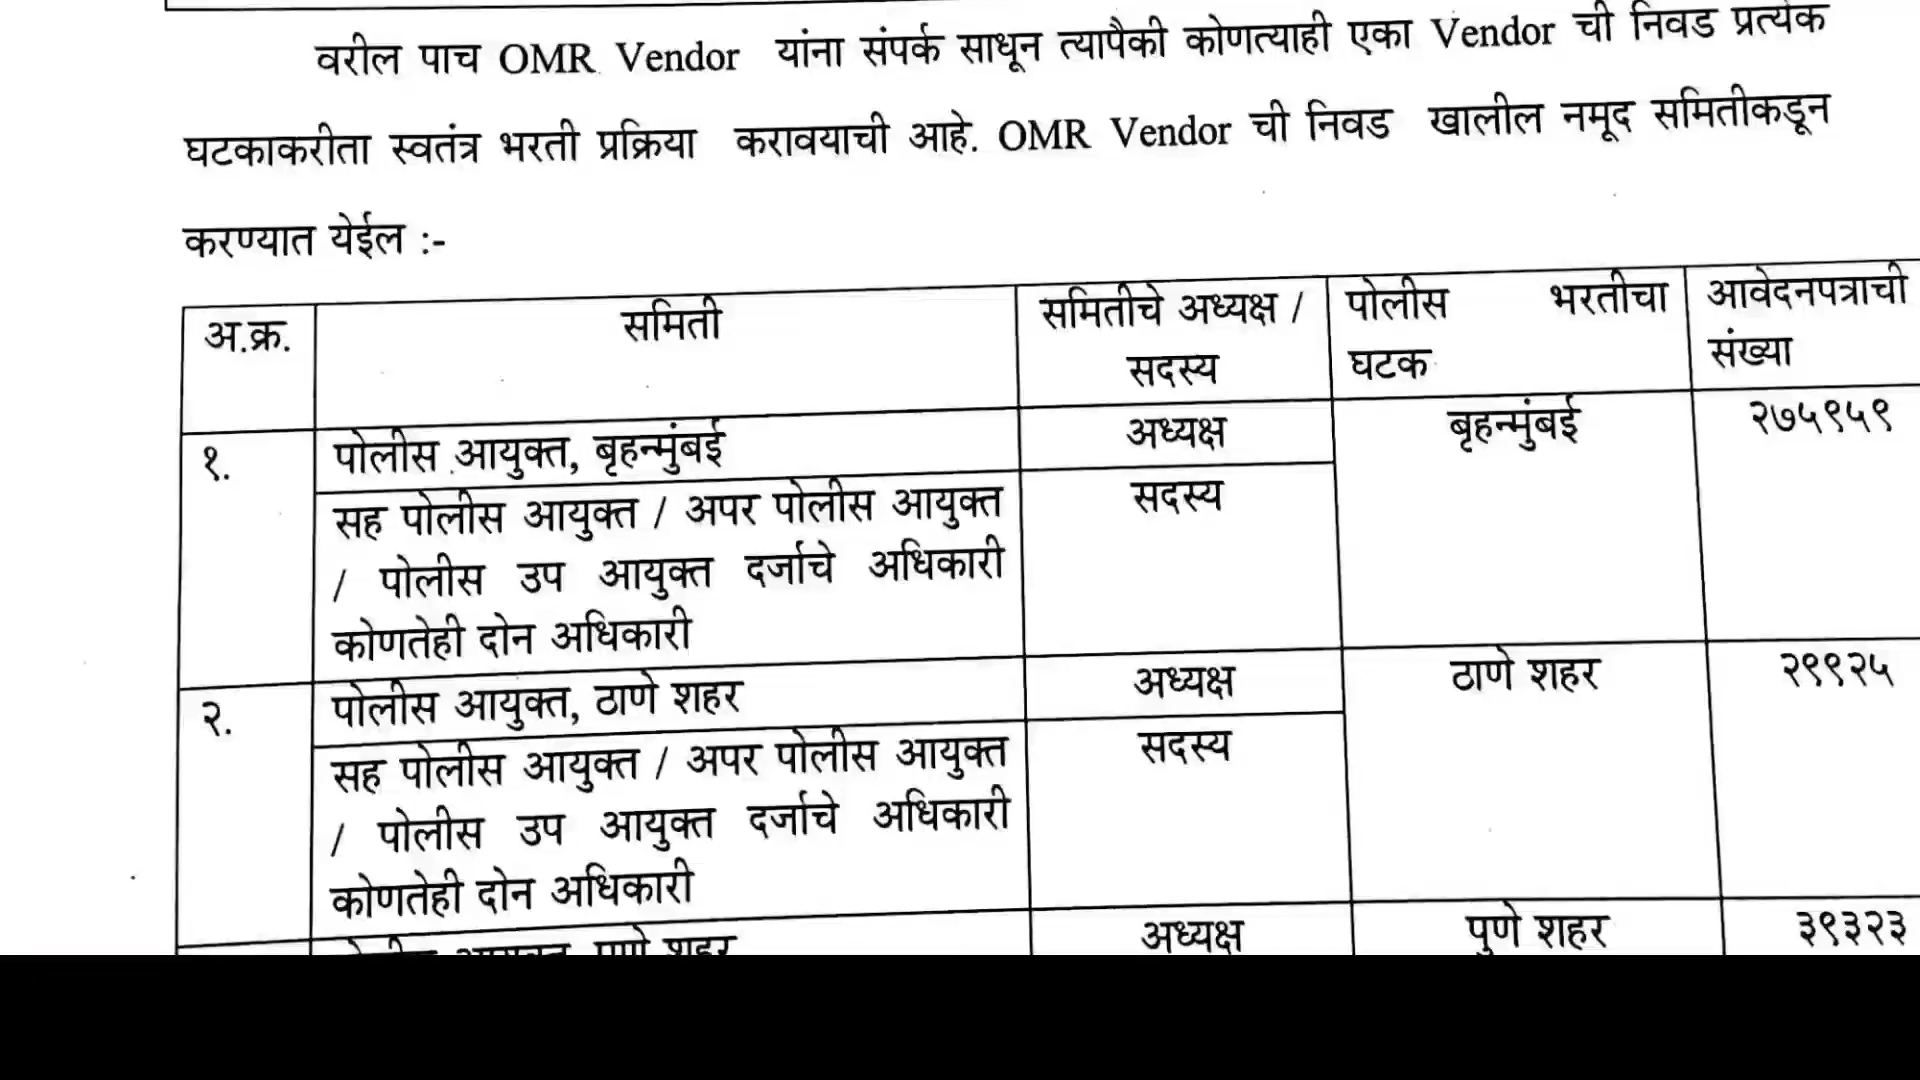 वरील पाच OMR Vendor यांना संपर्क साधून त्यापैकी कोणत्याही एका Vendor ची निवड प्रत्येक
घटकाकरीता स्वतंत्र भरती प्रक्रिया करावयाची आहे. OMR Vendor ची निवड खालील नमूद समितीकडून
करण्यात येईल :-
अ.क्र. समिती समितीचे अध्यक्ष / सदस्य पोलीस भरतीचा घटक आवेदनपत्राची संख्या
१. पोलीस आयुक्त, बृहन्मुंबई अध्यक्ष बृहन्मुंबई २७५९५९
सह पोलीस आयुक्त / अपर पोलीस आयुक्त सदस्य
/ पोलीस उप आयुक्त दर्जाचे अधिकारी
कोणतेही दोन अधिकारी
२. पोलीस आयुक्त, ठाणे शहर अध्यक्ष ठाणे शहर २९९२५
सह पोलीस आयुक्त / अपर पोलीस आयुक्त सदस्य
/ पोलीस उप आयुक्त दर्जाचे अधिकारी
कोणतेही दोन अधिकारी
पोलीस आयुक्त, पुणे शहर अध्यक्ष पुणे शहर ३९३२३